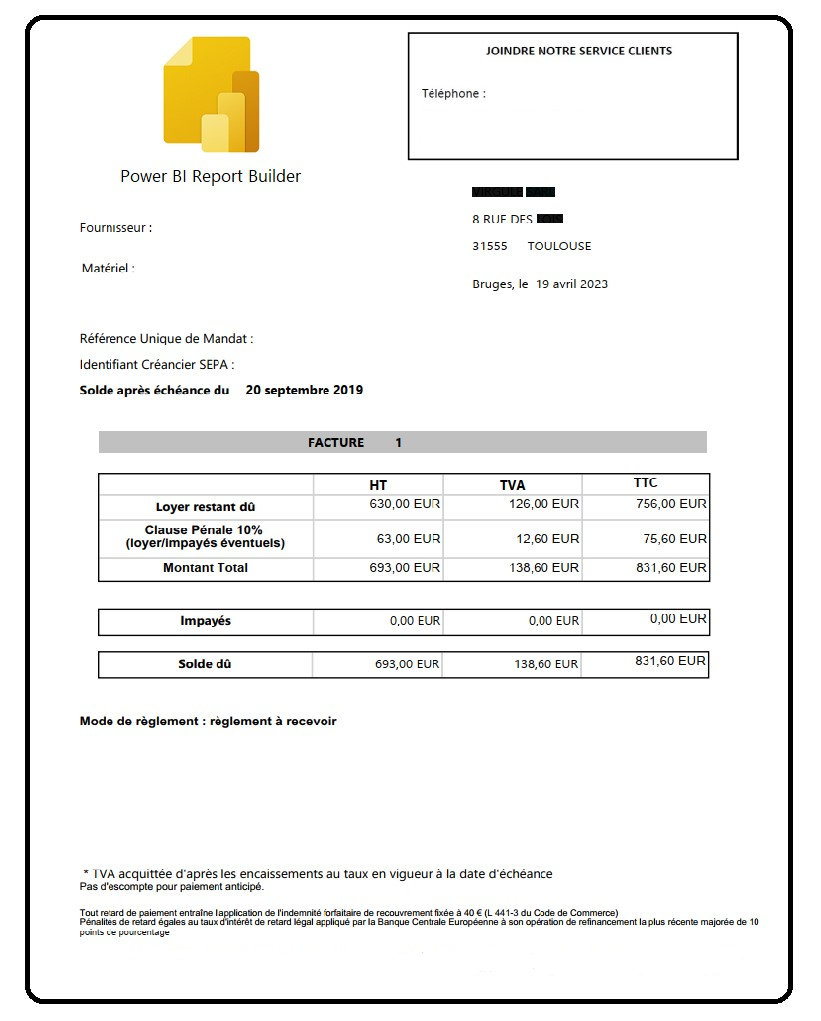 JOINDRE NOTRE SERVICE CLIENTS
Téléphone :
Power BI Report Builder
8 RUE DES
31555 TOULOUSE
Fournisseur :
Matériel :
Bruges, le 19 avril 2023
Référence Unique de Mandat :
Identifiant Créancier SEPA :
Solde après échéance du 20 septembre 2019
FACTURE 1
HT TVA TTC
Loyer restant dû 630,00 EUR 126,00 EUR 756,00 EUR
Clause Pénale 10%
(loyer/impayés éventuels) 63,00 EUR 12,60 EUR 75,60 EUR
Montant Total 693,00 EUR 138,60 EUR 831,60 EUR
Impayés 0,00 EUR 0,00 EUR 0,00 EUR
Solde dû 693,00 EUR 138,60 EUR 831,60 EUR
Mode de règlement : règlement à recevoir
* TVA acquittée d'après les encaissements au taux en vigueur à la date d'échéance
Pas d'escompte pour paiement anticipé.
Tout retard de paiement entraîne l'application de l'indemnité forfaitaire de recouvrement fixée à 40 € (L 441-3 du Code de Commerce)
Pénalites de retard égales au taux d'intérêt de retard légal appliqué par la Banque Centrale Européenne à son opération de refinancement la plus récente majorée de 10
points de pourcentage